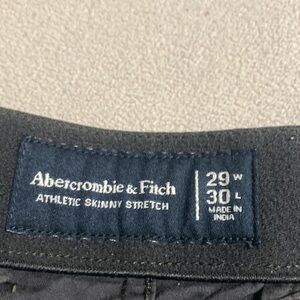 Abercrombie & Fitch
ATHLETIC SKINNY STRETCH
29 W
30 L
MADE IN
INDIA